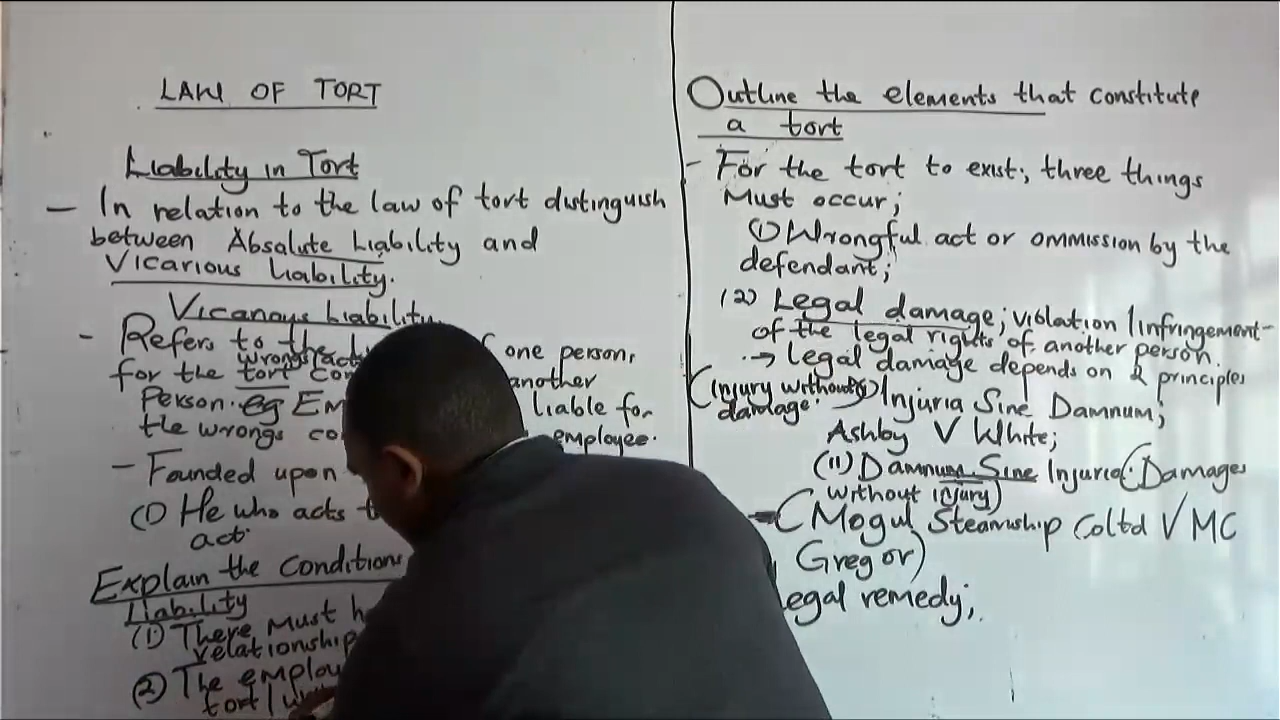 LAW OF TORT
Liability in Tort
- In relation to the law of tort distinguish
between Absolute Liability and
Vicarious Liability.
Vicarious Liability
- Refers to the one person,
wrongs/acts
for the tort another
Person. eg liable for
the wrongs employee.
- Founded upon
(1) He who acts
act.
Explain the Conditions
Liability
(1) There Must
relationship
(2) The
tort/
Outline the elements that constitute
a tort
- For the tort to exist; three things
Must occur;
(1) Wrongful act or ommission by the
defendant;
(2) Legal damage; violation/infringement
of the legal rights of another person.
→ Legal damage depends on 2 principles
(Injury without (i) Injuria Sine Damnum;
damage.
Ashby V White;
(11) Damnum Sine Injuria (Damages
without injury)
(Mogul Steamship Co ltd V MC
Gregor)
egal remedy;